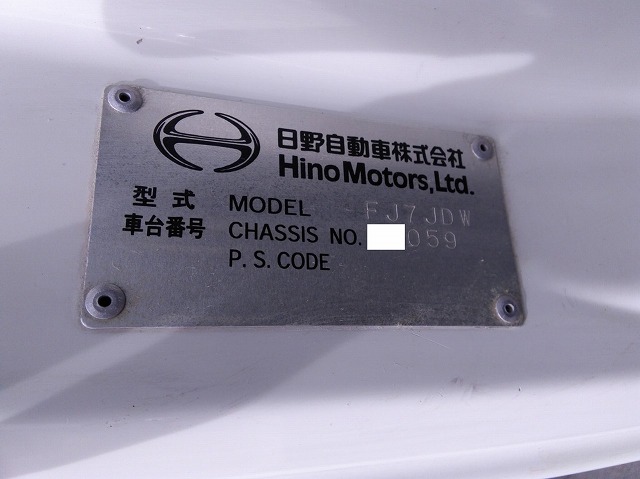 日野自動車株式会社
Hino Motors, Ltd.
型式 MODEL FJ7JDW
車台番号 CHASSIS NO. 059
P.S.CODE